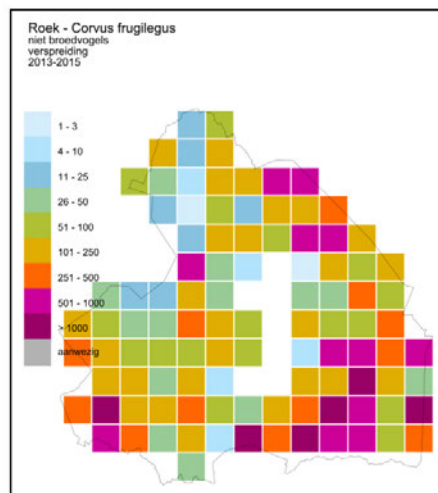 Roek - Corvus frugilegus
niet broedvogels
verspreiding
2013-2015
1 - 3
4 - 10
11 - 25
26 - 50
51 - 100
101 - 250
251 - 500
501 - 1000
> 1000
aanwezig